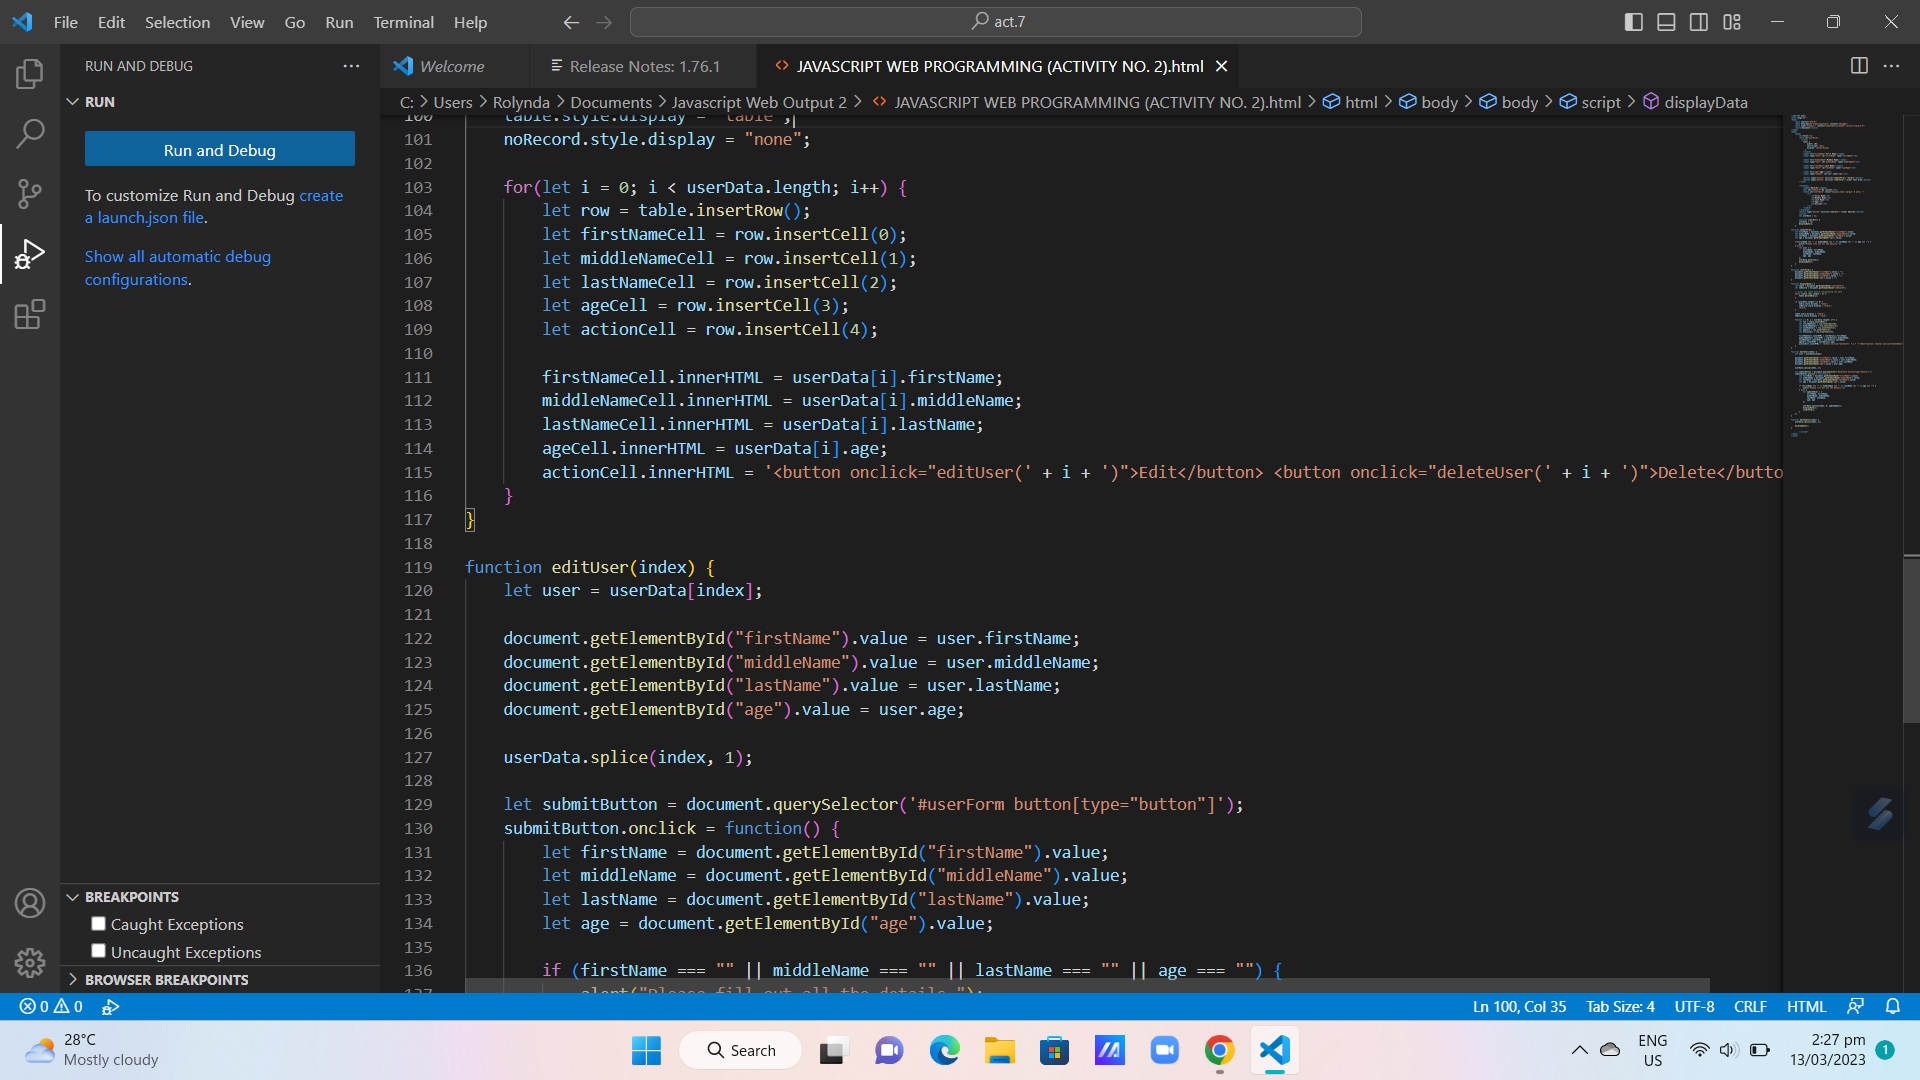 File Edit Selection View Go Run Terminal Help
act.7
RUN AND DEBUG
RUN
Run and Debug
To customize Run and Debug create
a launch.json file.
Show all automatic debug
configurations.
BREAKPOINTS
Caught Exceptions
Uncaught Exceptions
BROWSER BREAKPOINTS
Welcome
Release Notes: 1.76.1
JAVASCRIPT WEB PROGRAMMING (ACTIVITY NO. 2).html
C: > Users > Rolynda > Documents > Javascript Web Output 2 > JAVASCRIPT WEB PROGRAMMING (ACTIVITY NO. 2).html > html > body > body > script > displayData
100 table.style.display = "table";
101 noRecord.style.display = "none";
102
103 for(let i = 0; i < userData.length; i++) {
104 let row = table.insertRow();
105 let firstNameCell = row.insertCell(0);
106 let middleNameCell = row.insertCell(1);
107 let lastNameCell = row.insertCell(2);
108 let ageCell = row.insertCell(3);
109 let actionCell = row.insertCell(4);
110
111 firstNameCell.innerHTML = userData[i].firstName;
112 middleNameCell.innerHTML = userData[i].middleName;
113 lastNameCell.innerHTML = userData[i].lastName;
114 ageCell.innerHTML = userData[i].age;
115 actionCell.innerHTML = '<button onclick="editUser(' + i + ')">Edit</button> <button onclick="deleteUser(' + i + ')">Delete</butto
116 }
117 }
118
119 function editUser(index) {
120 let user = userData[index];
121
122 document.getElementById("firstName").value = user.firstName;
123 document.getElementById("middleName").value = user.middleName;
124 document.getElementById("lastName").value = user.lastName;
125 document.getElementById("age").value = user.age;
126
127 userData.splice(index, 1);
128
129 let submitButton = document.querySelector('#userForm button[type="button"]');
130 submitButton.onclick = function() {
131 let firstName = document.getElementById("firstName").value;
132 let middleName = document.getElementById("middleName").value;
133 let lastName = document.getElementById("lastName").value;
134 let age = document.getElementById("age").value;
135
136 if (firstName === "" || middleName === "" || lastName === "" || age === "") {
137 alert("Please fill out all the details.");
0 0
Ln 100, Col 35 Tab Size: 4 UTF-8 CRLF HTML
28°C
Mostly cloudy
Search
ENG
US
2:27 pm
13/03/2023
1